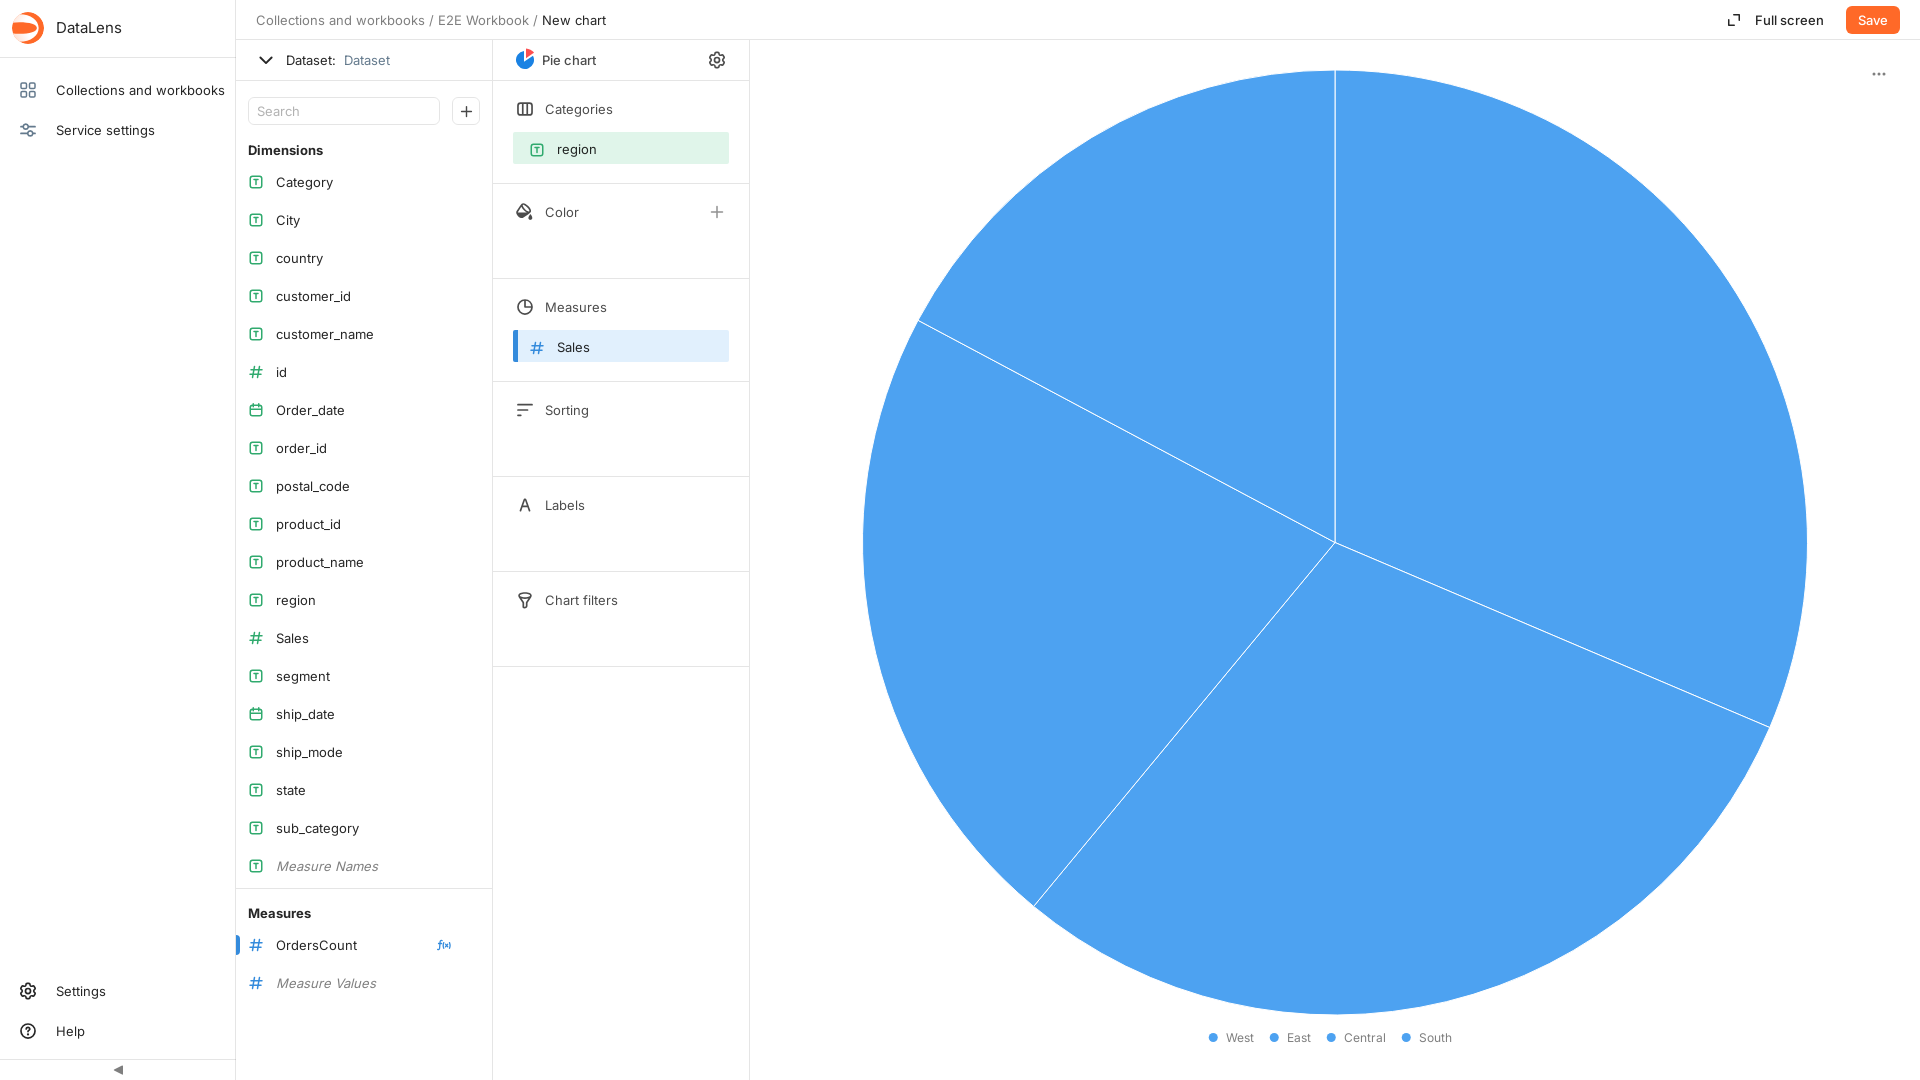 DataLens
Collections and workbooks
Service settings
Settings
Help
Collections and workbooks / E2E Workbook / New chart
Full screen
Save
Dataset: Dataset
Search
Dimensions
Category
City
country
customer_id
customer_name
id
Order_date
order_id
postal_code
product_id
product_name
region
Sales
segment
ship_date
ship_mode
state
sub_category
Measure Names
Measures
OrdersCount
Measure Values
Pie chart
Categories
region
Color
Measures
Sales
Sorting
Labels
Chart filters
West East Central South